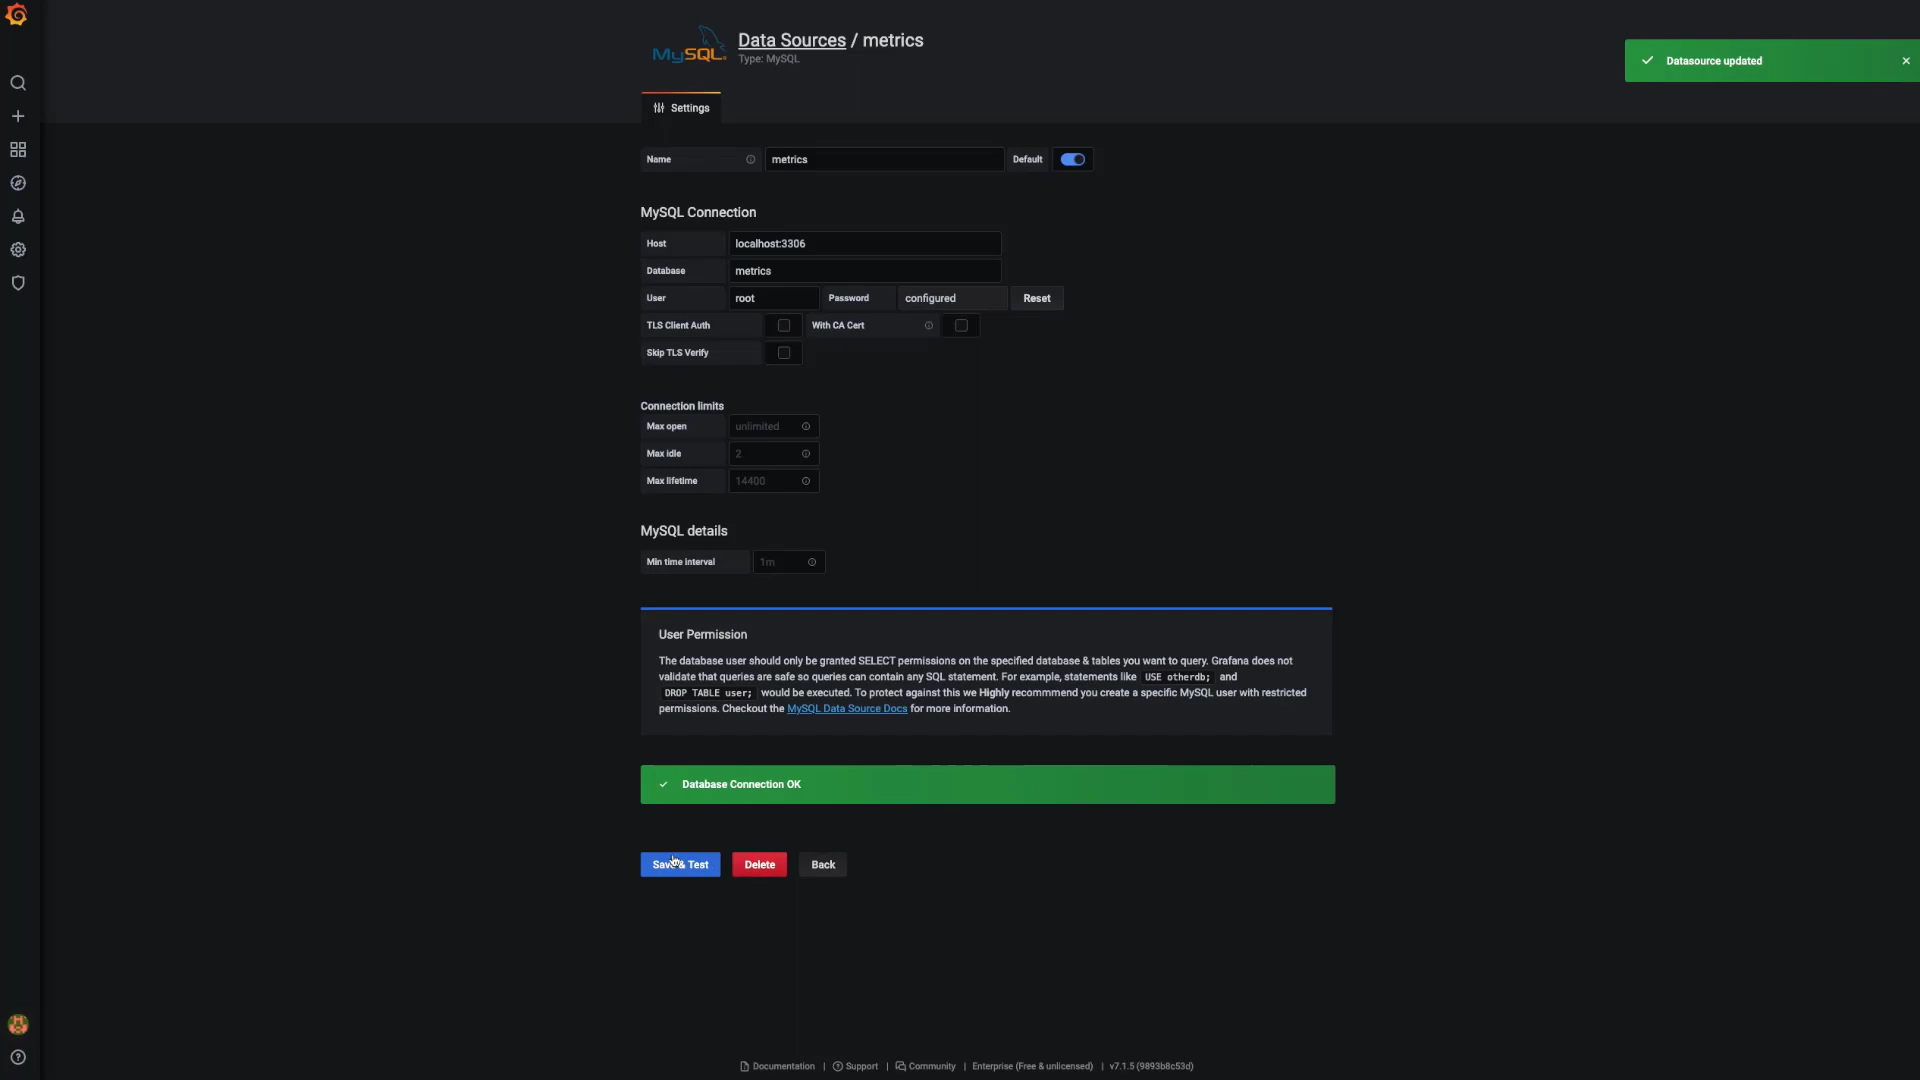 MySQL
Data Sources / metrics
Type: MySQL
Datasource updated
Settings
Name
metrics
Default
MySQL Connection
Host
localhost:3306
Database
metrics
User
root
Password
configured
Reset
TLS Client Auth
With CA Cert
Skip TLS Verify
Connection limits
Max open
unlimited
Max idle
2
Max lifetime
14400
MySQL details
Min time interval
1m
User Permission
The database user should only be granted SELECT permissions on the specified database & tables you want to query. Grafana does not
validate that queries are safe so queries can contain any SQL statement. For example, statements like USE otherdb; and
DROP TABLE user; would be executed. To protect against this we Highly recommmend you create a specific MySQL user with restricted
permissions. Checkout the MySQL Data Source Docs for more information.
Database Connection OK
Save & Test
Delete
Back
Documentation | Support | Community | Enterprise (Free & unlicensed) | v7.1.5 (9893b8c53d)